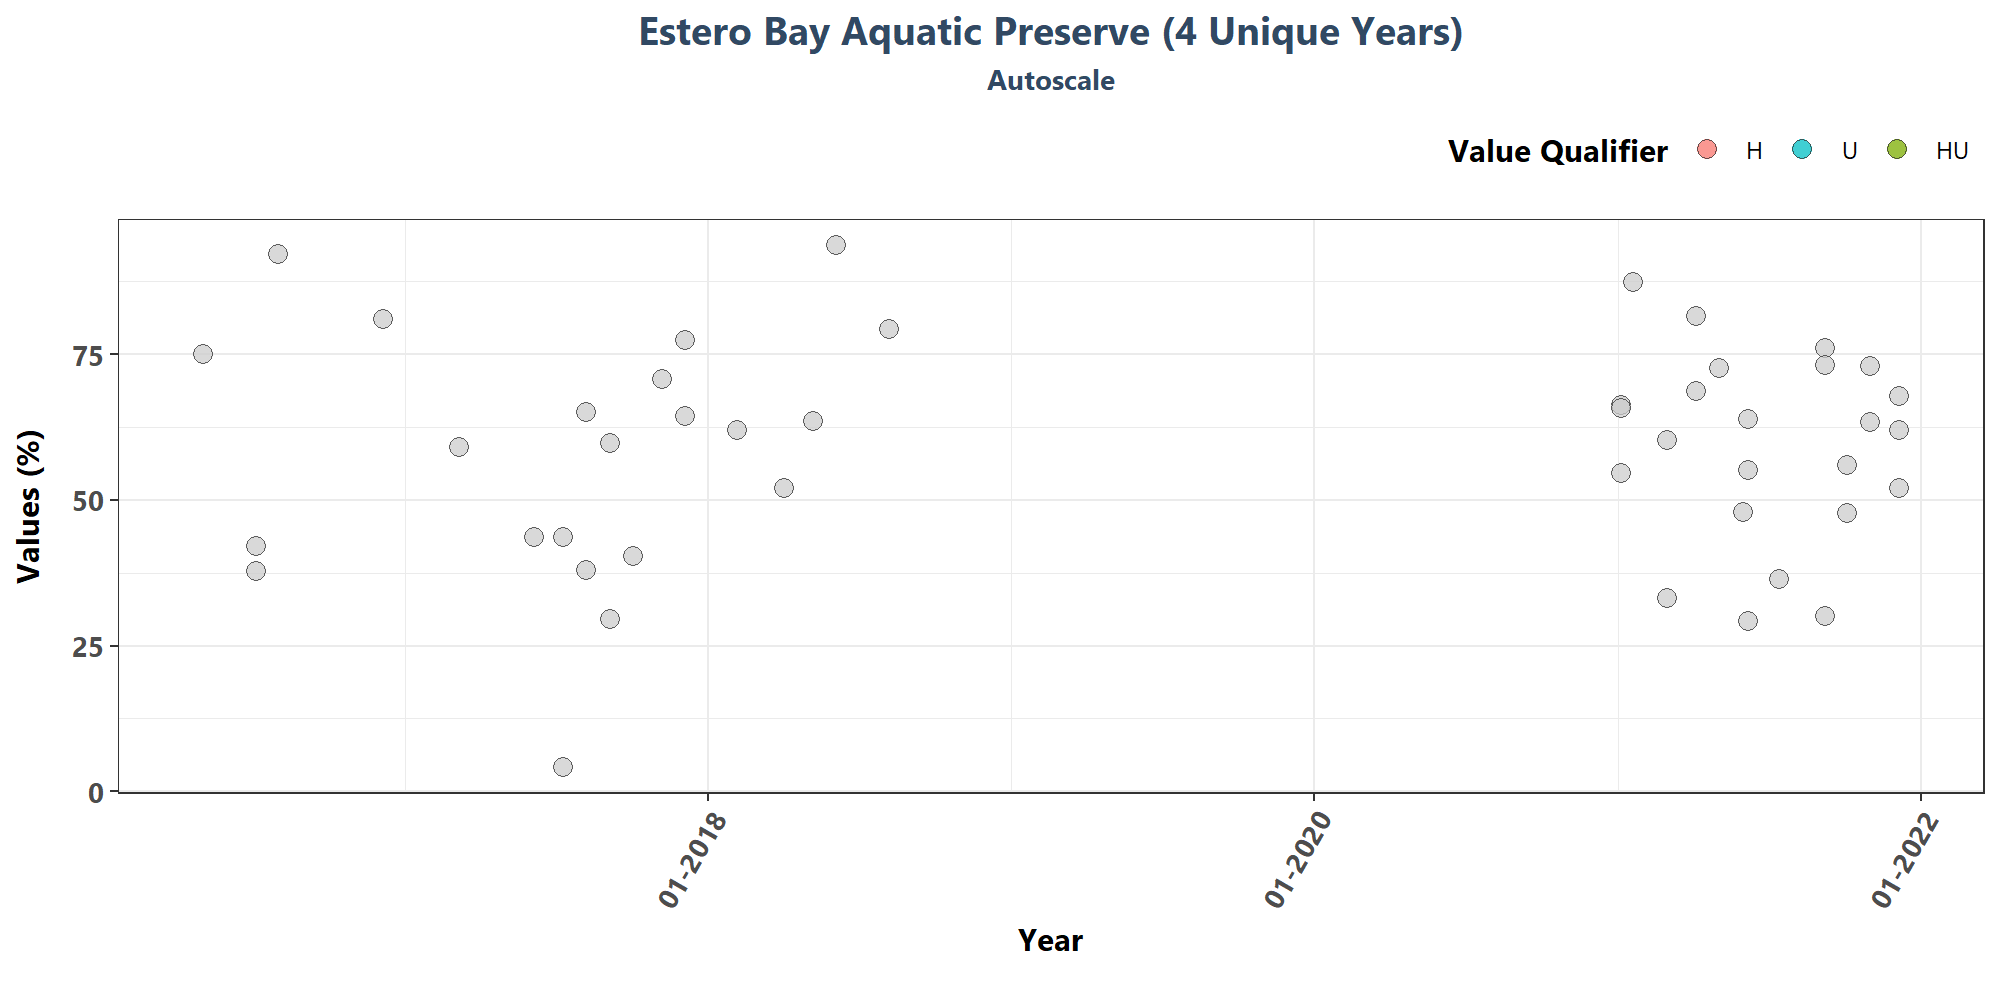 Estero Bay Aquatic Preserve (4 Unique Years)
Autoscale
Value Qualifier H U HU
Values (%)
75
50
25
0
01-2018 01-2020 01-2022
Year